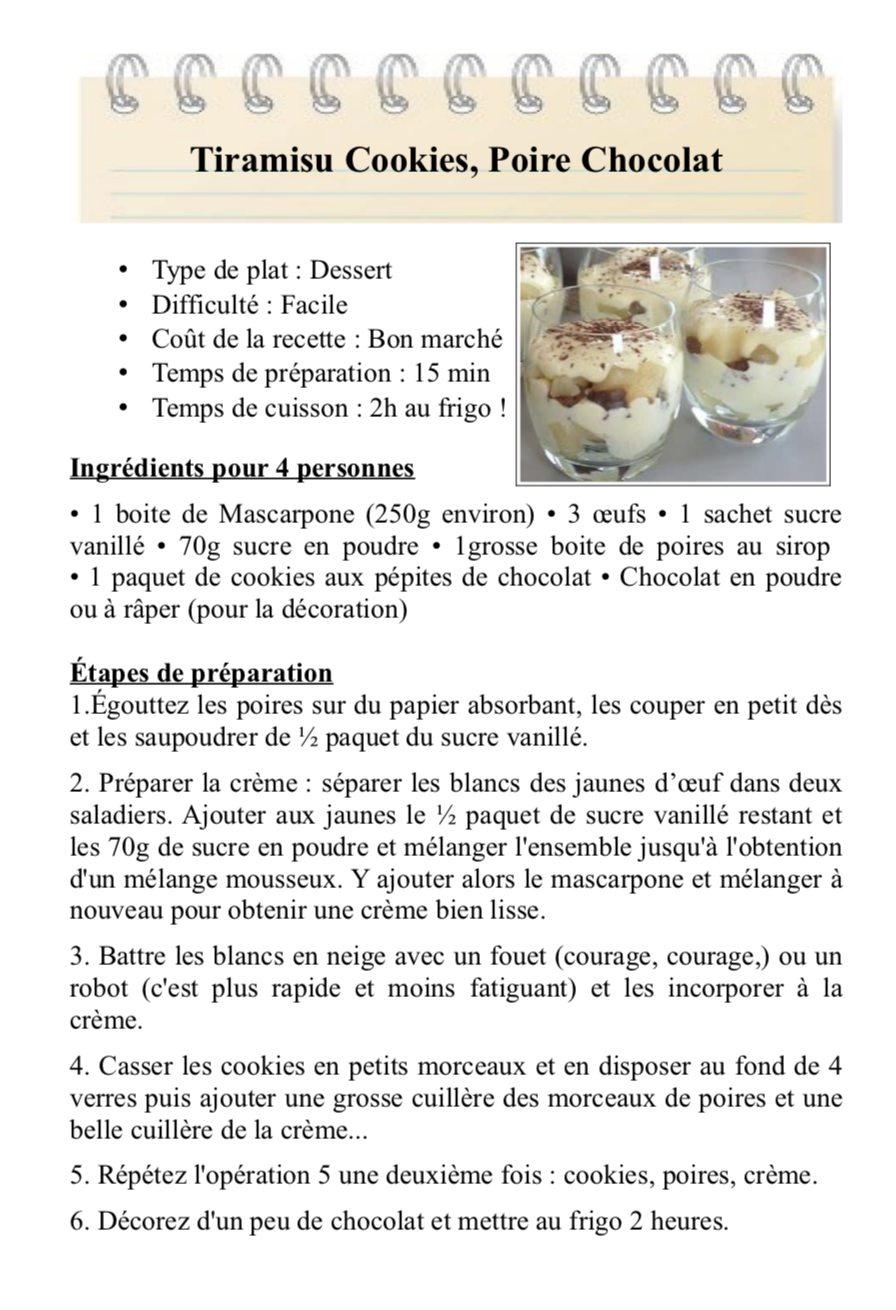 Tiramisu Cookies, Poire Chocolat
• Type de plat : Dessert
• Difficulté : Facile
• Coût de la recette : Bon marché
• Temps de préparation : 15 min
• Temps de cuisson : 2h au frigo !
Ingrédients pour 4 personnes
• 1 boite de Mascarpone (250g environ) • 3 œufs • 1 sachet sucre
vanillé • 70g sucre en poudre • 1grosse boite de poires au sirop
• 1 paquet de cookies aux pépites de chocolat • Chocolat en poudre
ou à râper (pour la décoration)
Étapes de préparation
1.Égouttez les poires sur du papier absorbant, les couper en petit dès
et les saupoudrer de ½ paquet du sucre vanillé.
2. Préparer la crème : séparer les blancs des jaunes d’œuf dans deux
saladiers. Ajouter aux jaunes le ½ paquet de sucre vanillé restant et
les 70g de sucre en poudre et mélanger l'ensemble jusqu'à l'obtention
d'un mélange mousseux. Y ajouter alors le mascarpone et mélanger à
nouveau pour obtenir une crème bien lisse.
3. Battre les blancs en neige avec un fouet (courage, courage,) ou un
robot (c'est plus rapide et moins fatiguant) et les incorporer à la
crème.
4. Casser les cookies en petits morceaux et en disposer au fond de 4
verres puis ajouter une grosse cuillère des morceaux de poires et une
belle cuillère de la crème...
5. Répétez l'opération 5 une deuxième fois : cookies, poires, crème.
6. Décorez d'un peu de chocolat et mettre au frigo 2 heures.